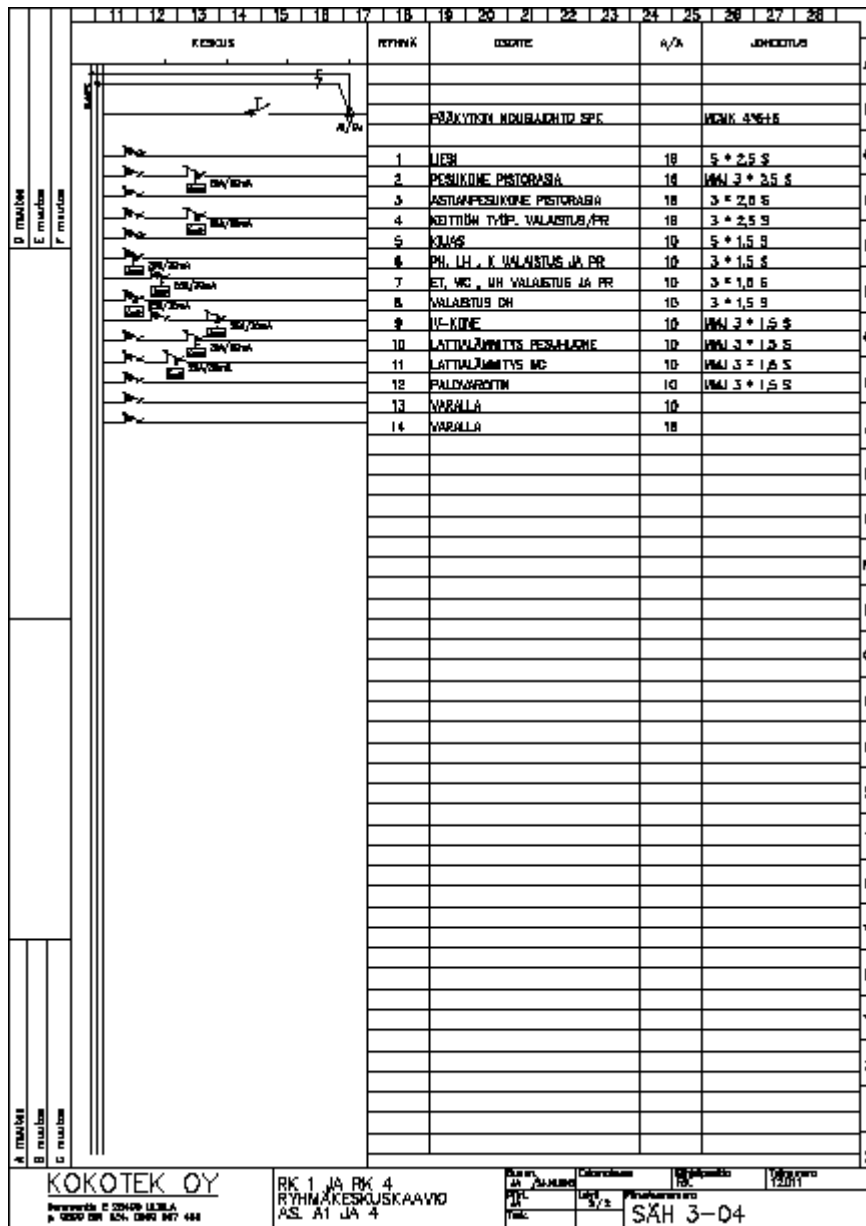 11 12 13 14 15 16 17 18 19 20 21 22 23 24 25 26 27 28
KESKUS RYHMÄ OSOITE A/A JOHDOTUS
PÄÄKYTKIN NOUSUJOHTO SPK MCMK 4*6+6
1 LIESI 16 5 * 2,5 S
2 PESUKONE PISTORASIA 16 MMJ 3 * 2,5 S
3 ASTIANPESUKONE PISTORASIA 16 3 * 2,5 S
4 KEITTIÖN TYÖP. VALAISTUS/PR 16 3 * 2,5 S
5 KIUAS 10 5 * 1,5 S
6 PH, LH , K VALAISTUS JA PR 10 3 * 1,5 S
7 ET, WC , MH VALAISTUS JA PR 10 3 * 1,5 S
8 VALAISTUS OH 10 3 * 1,5 S
9 IV-KONE 10 MMJ 3 * 1,5 S
10 LATTIALÄMMITYS PESUHUONE 10 MMJ 3 * 1,5 S
11 LATTIALÄMMITYS WC 10 MMJ 3 * 1,5 S
12 PALOVAROITIN 10 MMJ 3 * 1,5 S
13 VARALLA 10
14 VARALLA 16
D muutos
E muutos
F muutos
A muutos
B muutos
C muutos
KOKOTEK OY
RK 1 JA RK 4
RYHMÄKESKUSKAAVIO
AS. A1 JA 4
SÄH 3-04